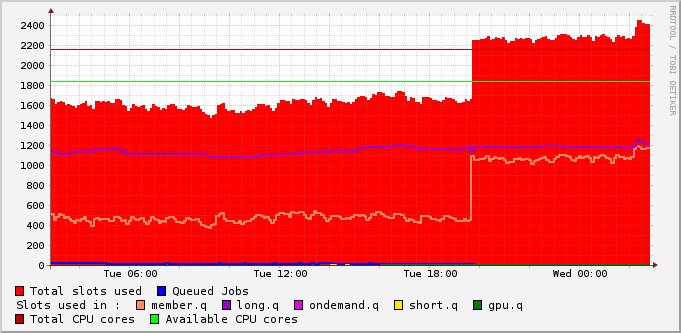 RRDTOOL / TOBI OETIKER
2400
2200
2000
1800
1600
1400
1200
1000
800
600
400
200
0
Tue 06:00 Tue 12:00 Tue 18:00 Wed 00:00
Total slots used Queued Jobs
Slots used in : member.q long.q ondemand.q short.q gpu.q
Total CPU cores Available CPU cores